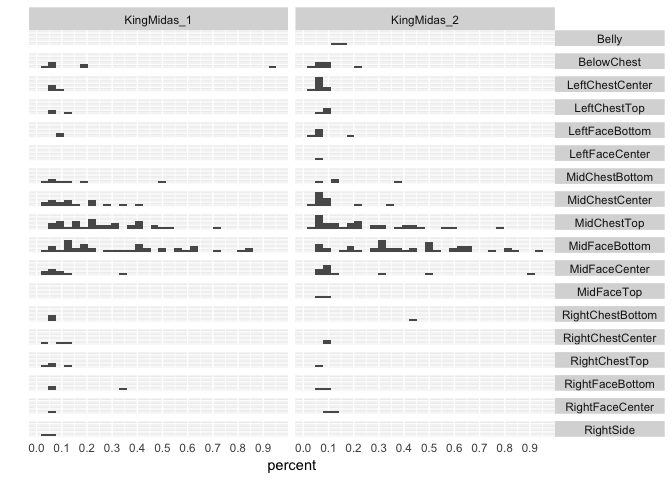 KingMidas_1 KingMidas_2
Belly
BelowChest
LeftChestCenter
LeftChestTop
LeftFaceBottom
LeftFaceCenter
MidChestBottom
MidChestCenter
MidChestTop
MidFaceBottom
MidFaceCenter
MidFaceTop
RightChestBottom
RightChestCenter
RightChestTop
RightFaceBottom
RightFaceCenter
RightSide
0.0 0.1 0.2 0.3 0.4 0.5 0.6 0.7 0.8 0.9 0.0 0.1 0.2 0.3 0.4 0.5 0.6 0.7 0.8 0.9
percent